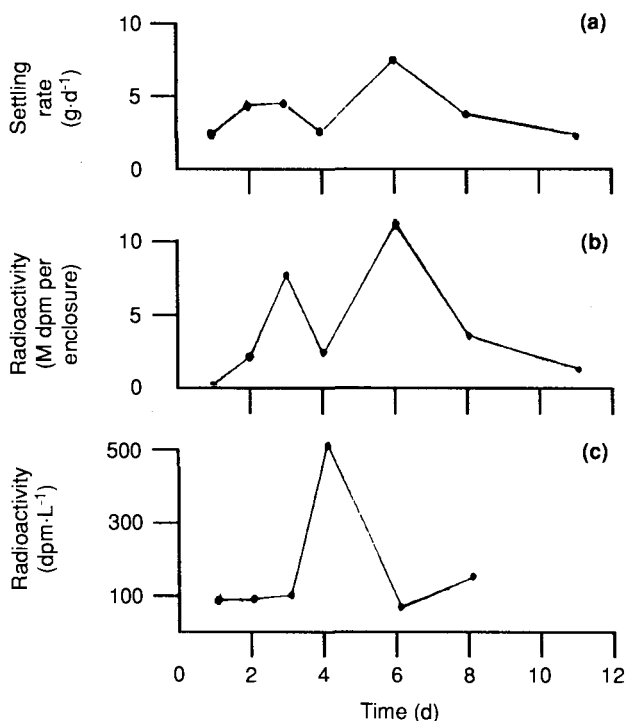 (a)
Settling
rate
(g·d⁻¹)
10
5
0
(b)
Radioactivity
(M dpm per
enclosure)
10
5
0
(c)
Radioactivity
(dpm·L⁻¹)
500
300
100
0 2 4 6 8 10 12
Time (d)